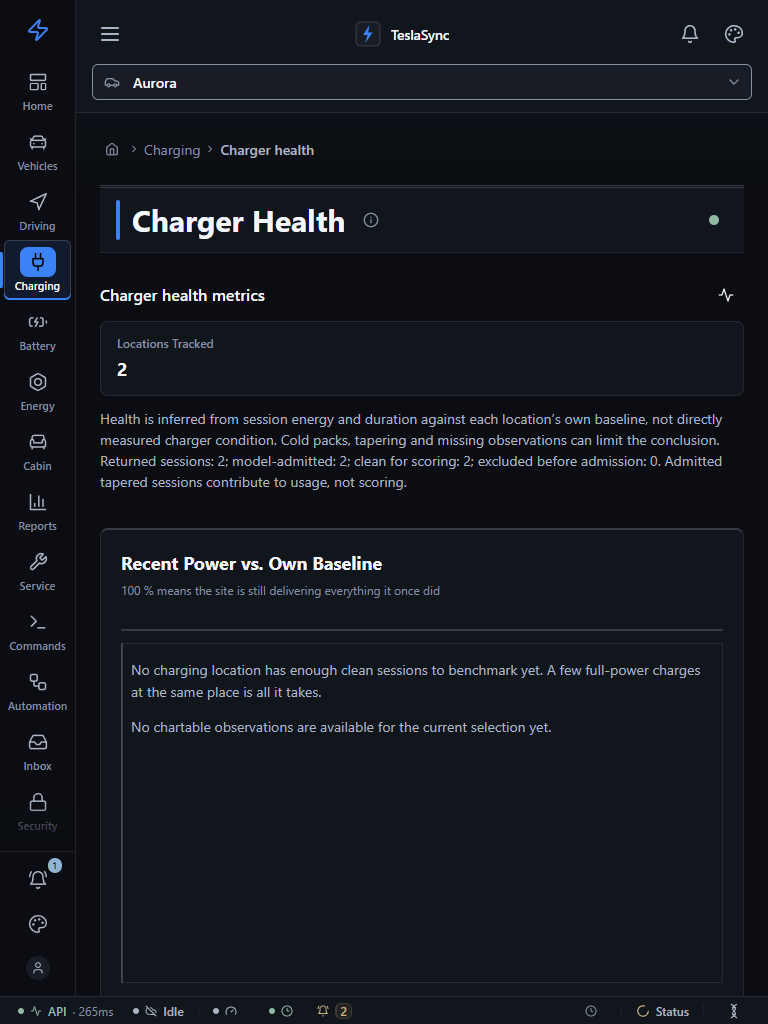 TeslaSync
Aurora
Home
Vehicles
Driving
Charging
Battery
Energy
Cabin
Reports
Service
Commands
Automation
Inbox
Security
1
Charging
Charger health
Charger Health
Charger health metrics
Locations Tracked
2
Health is inferred from session energy and duration against each location’s own baseline, not directly
measured charger condition. Cold packs, tapering and missing observations can limit the conclusion.
Returned sessions: 2; model-admitted: 2; clean for scoring: 2; excluded before admission: 0. Admitted
tapered sessions contribute to usage, not scoring.
Recent Power vs. Own Baseline
100 % means the site is still delivering everything it once did
No charging location has enough clean sessions to benchmark yet. A few full-power charges
at the same place is all it takes.
No chartable observations are available for the current selection yet.
API · 265ms
Idle
2
Status